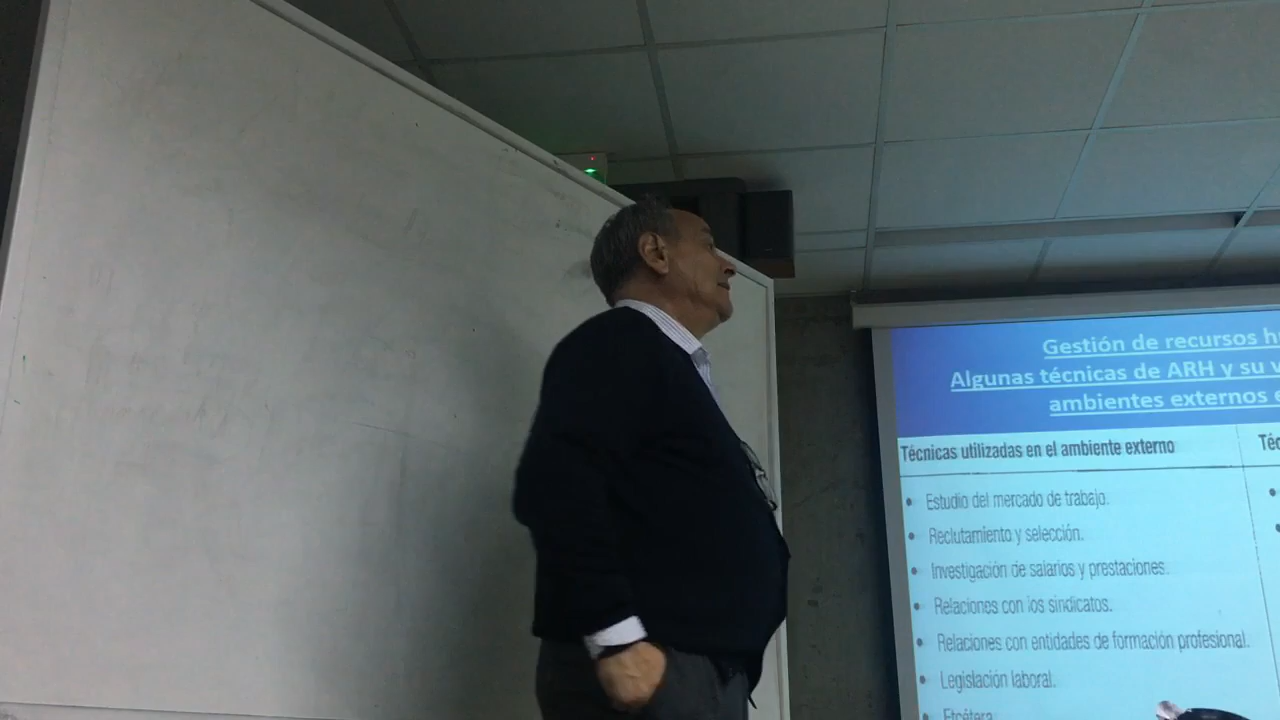 Gestión de recursos h
Algunas técnicas de ARH y su v
ambientes externos e
Técnicas utilizadas en el ambiente externo
Téc
• Estudio del mercado de trabajo.
• Reclutamiento y selección.
• Investigación de salarios y prestaciones.
• Relaciones con los sindicatos.
• Relaciones con entidades de formación profesional.
• Legislación laboral.
• Etcétera